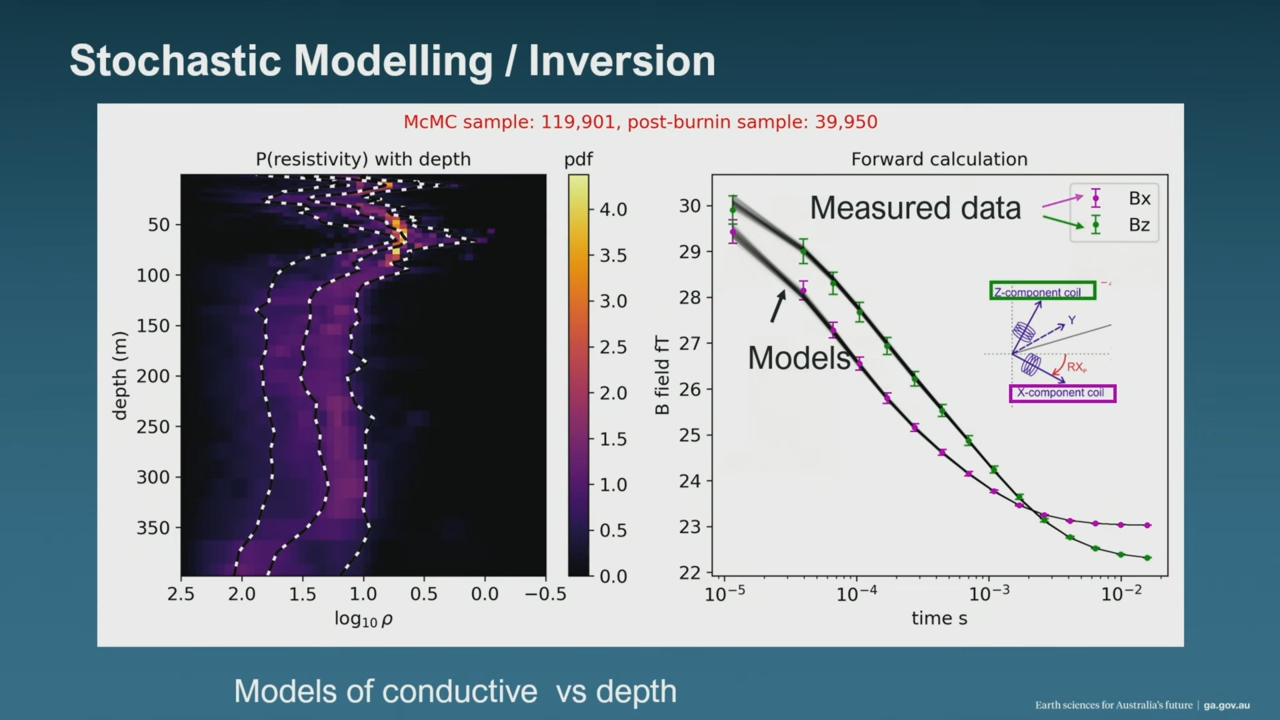 Stochastic Modelling / Inversion
McMC sample: 119,901, post-burnin sample: 39,950
P(resistivity) with depth
pdf
depth (m)
50
100
150
200
250
300
350
2.5 2.0 1.5 1.0 0.5 0.0 −0.5
log₁₀ ρ
4.0
3.5
3.0
2.5
2.0
1.5
1.0
0.5
0.0
Forward calculation
B field fT
30
29
28
27
26
25
24
23
22
10⁻⁵ 10⁻⁴ 10⁻³ 10⁻²
time s
Measured data
Bx
Bz
Models
Z-component coil
Y
RXₚ
X-component coil
Models of conductive vs depth
Earth sciences for Australia's future | ga.gov.au